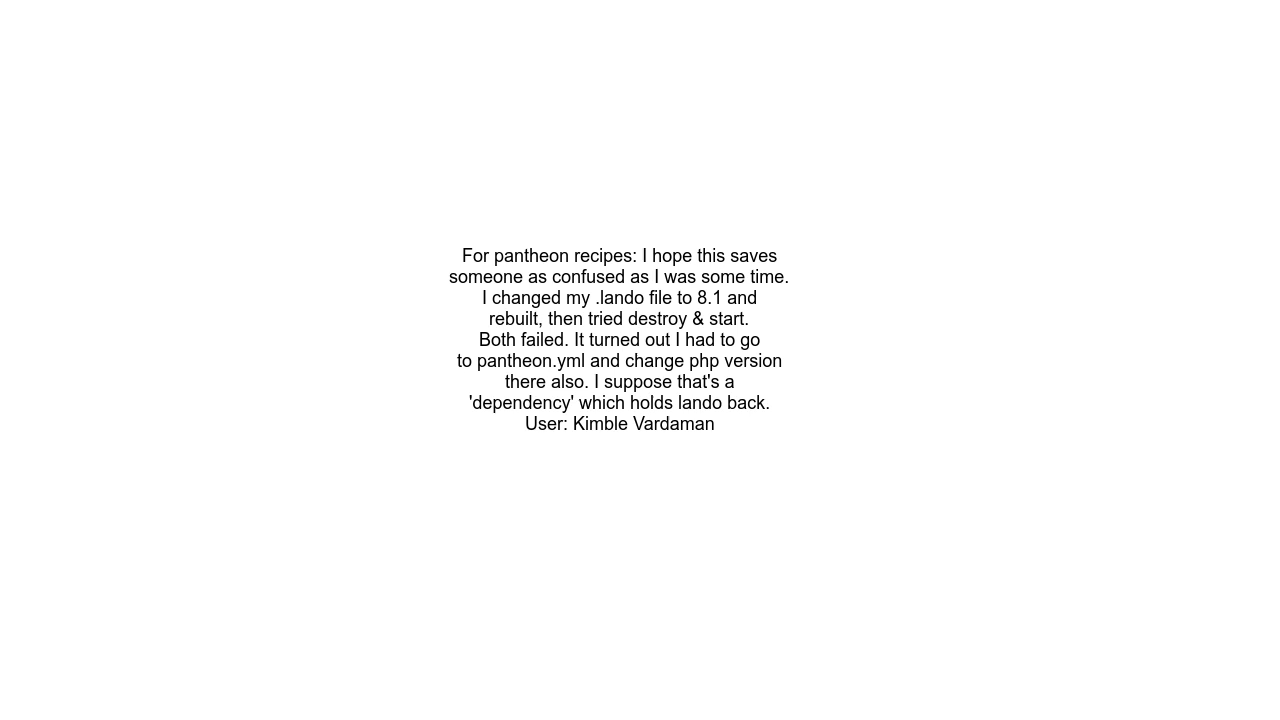 For pantheon recipes: I hope this saves
someone as confused as I was some time.
I changed my .lando file to 8.1 and
rebuilt, then tried destroy & start.
Both failed. It turned out I had to go
to pantheon.yml and change php version
there also. I suppose that's a
'dependency' which holds lando back.
User: Kimble Vardaman